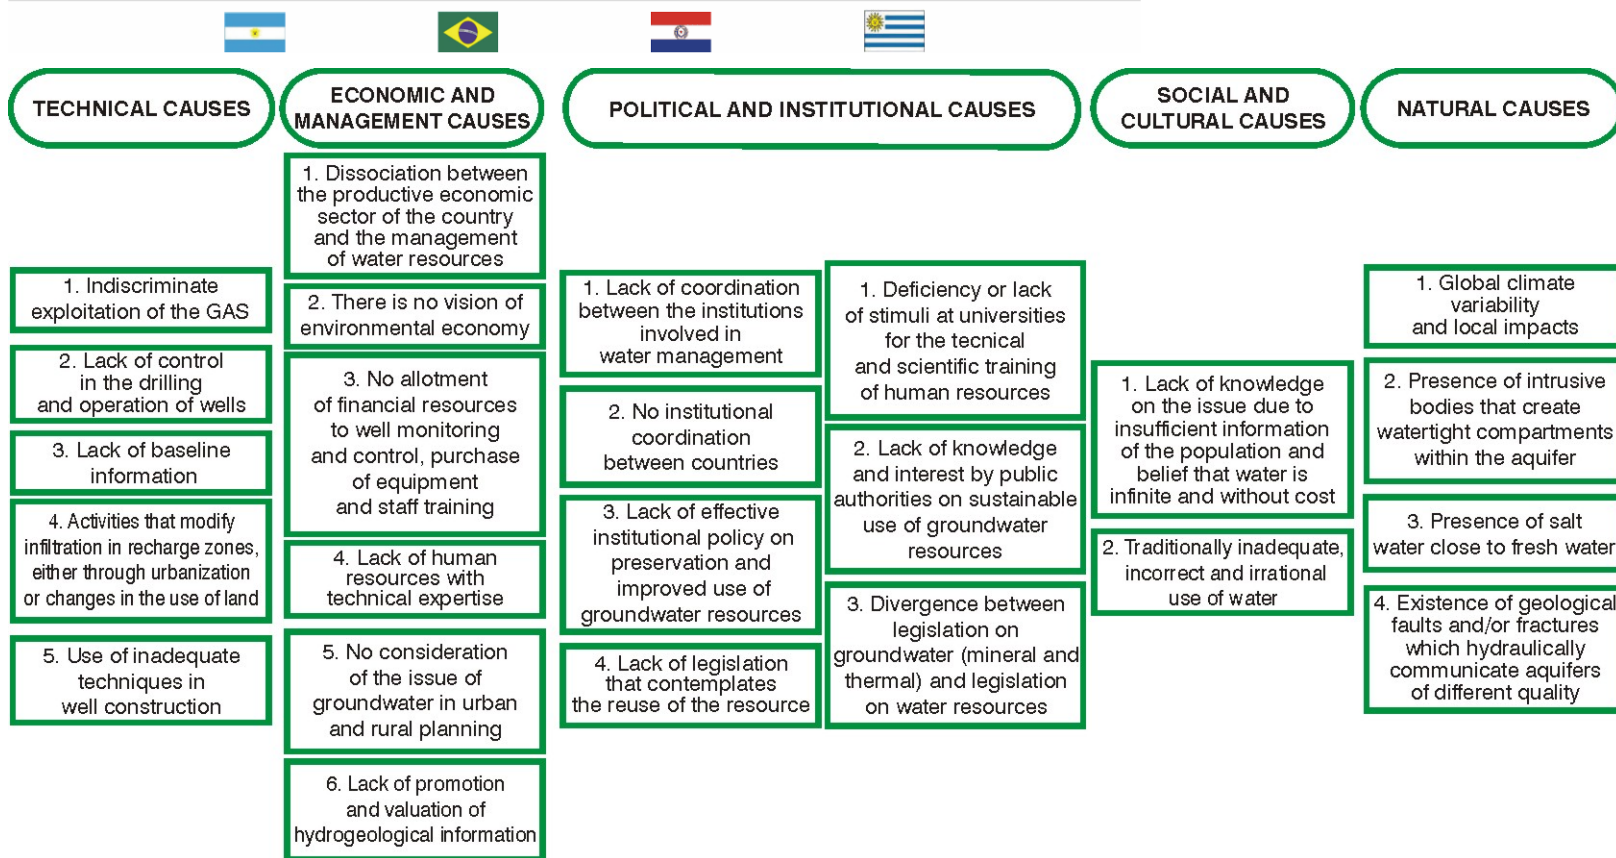 TECHNICAL CAUSES
ECONOMIC AND
MANAGEMENT CAUSES
POLITICAL AND INSTITUTIONAL CAUSES
SOCIAL AND
CULTURAL CAUSES
NATURAL CAUSES
1. Indiscriminate
exploitation of the GAS
2. Lack of control
in the drilling
and operation of wells
3. Lack of baseline
information
4. Activities that modify
infiltration in recharge zones,
either through urbanization
or changes in the use of land
5. Use of inadequate
techniques in
well construction
1. Dissociation between
the productive economic
sector of the country
and the management
of water resources
2. There is no vision of
environmental economy
3. No allotment
of financial resources
to well monitoring
and control, purchase
of equipment
and staff training
4. Lack of human
resources with
technical expertise
5. No consideration
of the issue of
groundwater in urban
and rural planning
6. Lack of promotion
and valuation of
hydrogeological information
1. Lack of coordination
between the institutions
involved in
water management
2. No institutional
coordination
between countries
3. Lack of effective
institutional policy on
preservation and
improved use of
groundwater resources
4. Lack of legislation
that contemplates
the reuse of the resource
1. Deficiency or lack
of stimuli at universities
for the tecnical
and scientific training
of human resources
2. Lack of knowledge
and interest by public
authorities on sustainable
use of groundwater
resources
3. Divergence between
legislation on
groundwater (mineral and
thermal) and legislation
on water resources
1. Lack of knowledge
on the issue due to
insufficient information
of the population and
belief that water is
infinite and without cost
2. Traditionally inadequate,
incorrect and irrational
use of water
1. Global climate
variability
and local impacts
2. Presence of intrusive
bodies that create
watertight compartments
within the aquifer
3. Presence of salt
water close to fresh water
4. Existence of geological
faults and/or fractures
which hydraulically
communicate aquifers
of different quality